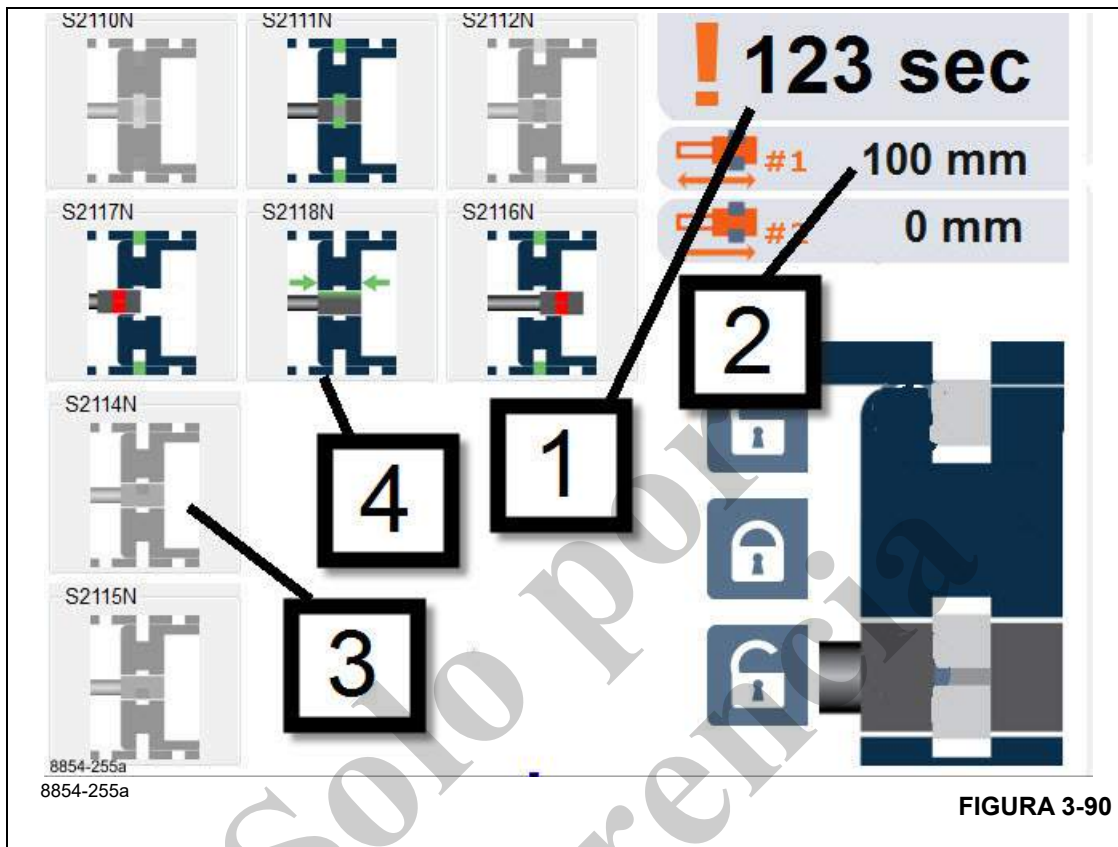 S2110N S2111N S2112N
! 123 sec
#1 100 mm
S2117N S2118N S2116N
#2 0 mm
2
1
S2114N
4
3
S2115N
8854-255a
8854-255a
FIGURA 3-90
Solo por
referencia